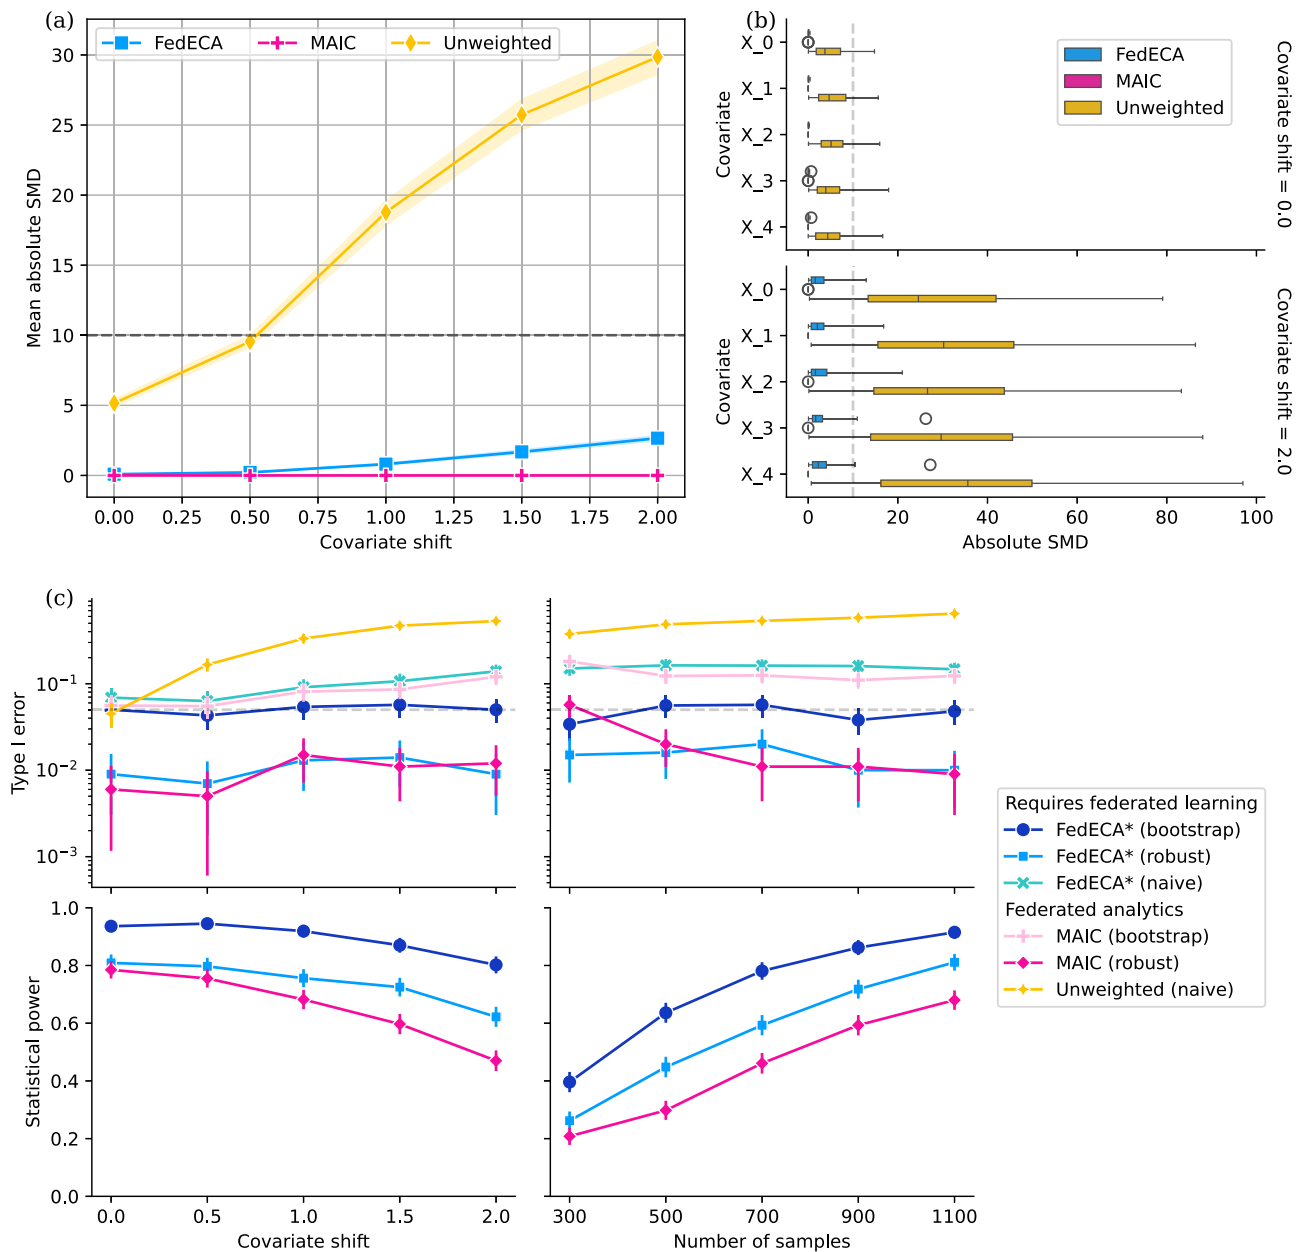 (a)
FedECA
MAIC
Unweighted
Mean absolute SMD
30
25
20
15
10
5
0
0.00
0.25
0.50
0.75
1.00
1.25
1.50
1.75
2.00
Covariate shift
(b)
FedECA
MAIC
Unweighted
Covariate
X_0
X_1
X_2
X_3
X_4
Covariate shift = 0.0
Covariate
X_0
X_1
X_2
X_3
X_4
Covariate shift = 2.0
0
20
40
60
80
100
Absolute SMD
(c)
Type I error
10⁻¹
10⁻²
10⁻³
Statistical power
1.0
0.8
0.6
0.4
0.2
0.0
0.0
0.5
1.0
1.5
2.0
Covariate shift
300
500
700
900
1100
Number of samples
Requires federated learning
FedECA* (bootstrap)
FedECA* (robust)
FedECA* (naive)
Federated analytics
MAIC (bootstrap)
MAIC (robust)
Unweighted (naive)